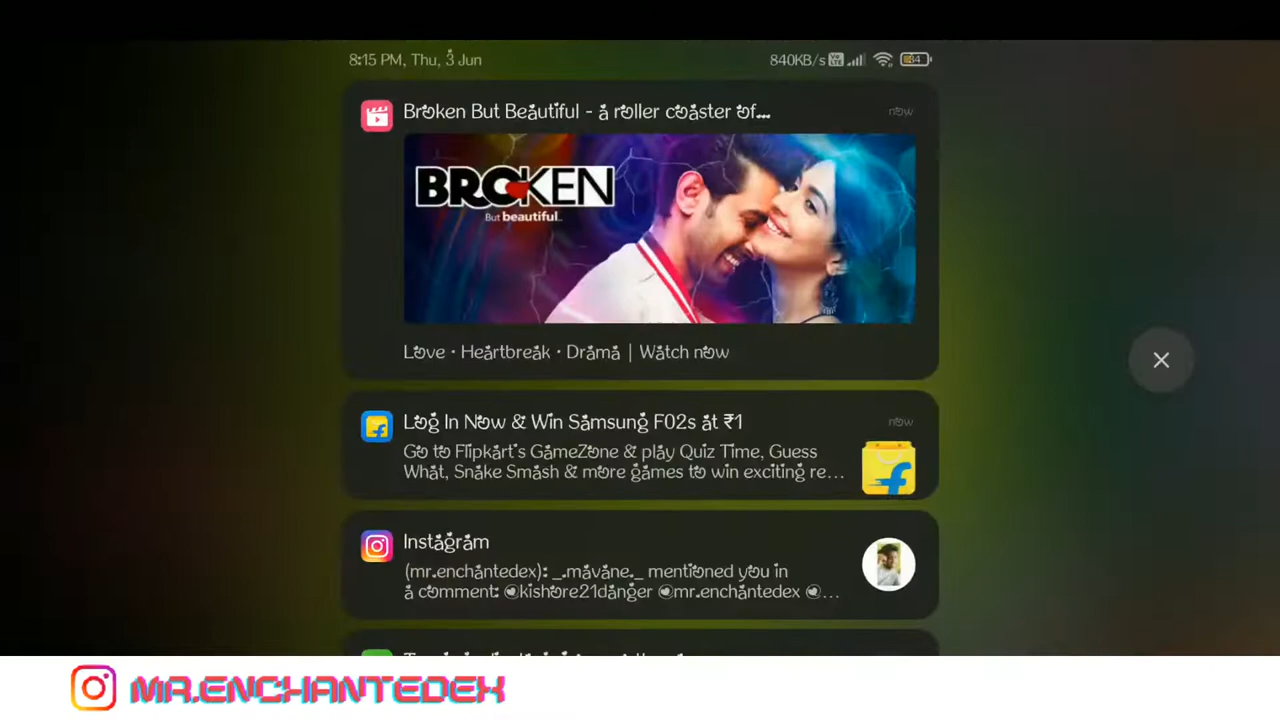 8:15 PM, Thu, 3 Jun
840KB/s
Broken But Beautiful - a roller coaster of...
now
BROKEN
But beautiful..
Love · Heartbreak · Drama | Watch now
Log In Now & Win Samsung F02s at ₹1
now
Go to Flipkart's GameZone & play Quiz Time, Guess
What, Snake Smash & more games to win exciting re...
Instagram
(mr.enchantedex): _.mavane._ mentioned you in
a comment: @kishore21danger @mr.enchantedex @...
MR.ENCHANTEDEX